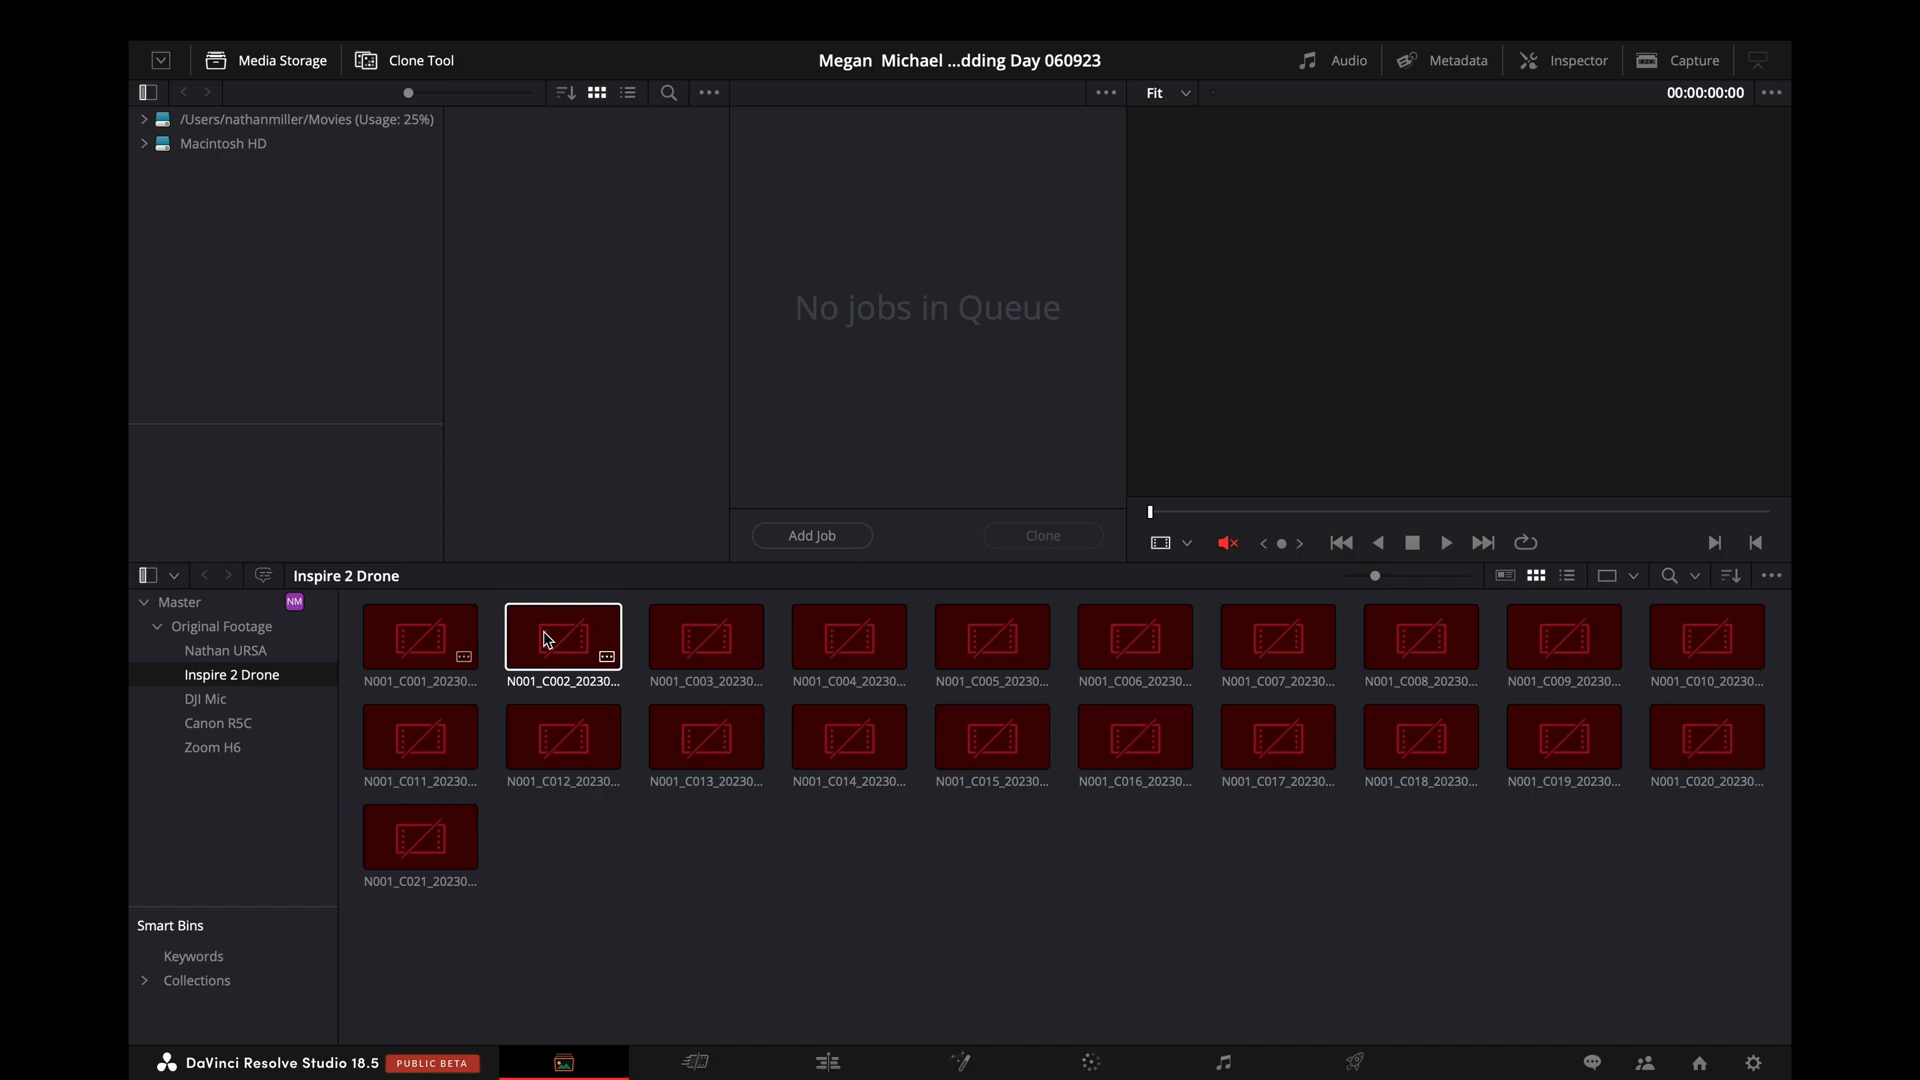 Media Storage
Clone Tool
Megan  Michael ...dding Day 060923
Audio
Metadata
Inspector
Capture
Fit
00:00:00:00
/Users/nathanmiller/Movies (Usage: 25%)
Macintosh HD
No jobs in Queue
Add Job
Clone
Inspire 2 Drone
Master
NM
Original Footage
Nathan URSA
Inspire 2 Drone
DJI Mic
Canon R5C
Zoom H6
N001_C001_20230...
N001_C002_20230...
N001_C003_20230...
N001_C004_20230...
N001_C005_20230...
N001_C006_20230...
N001_C007_20230...
N001_C008_20230...
N001_C009_20230...
N001_C010_20230...
N001_C011_20230...
N001_C012_20230...
N001_C013_20230...
N001_C014_20230...
N001_C015_20230...
N001_C016_20230...
N001_C017_20230...
N001_C018_20230...
N001_C019_20230...
N001_C020_20230...
N001_C021_20230...
Smart Bins
Keywords
Collections
DaVinci Resolve Studio 18.5
PUBLIC BETA